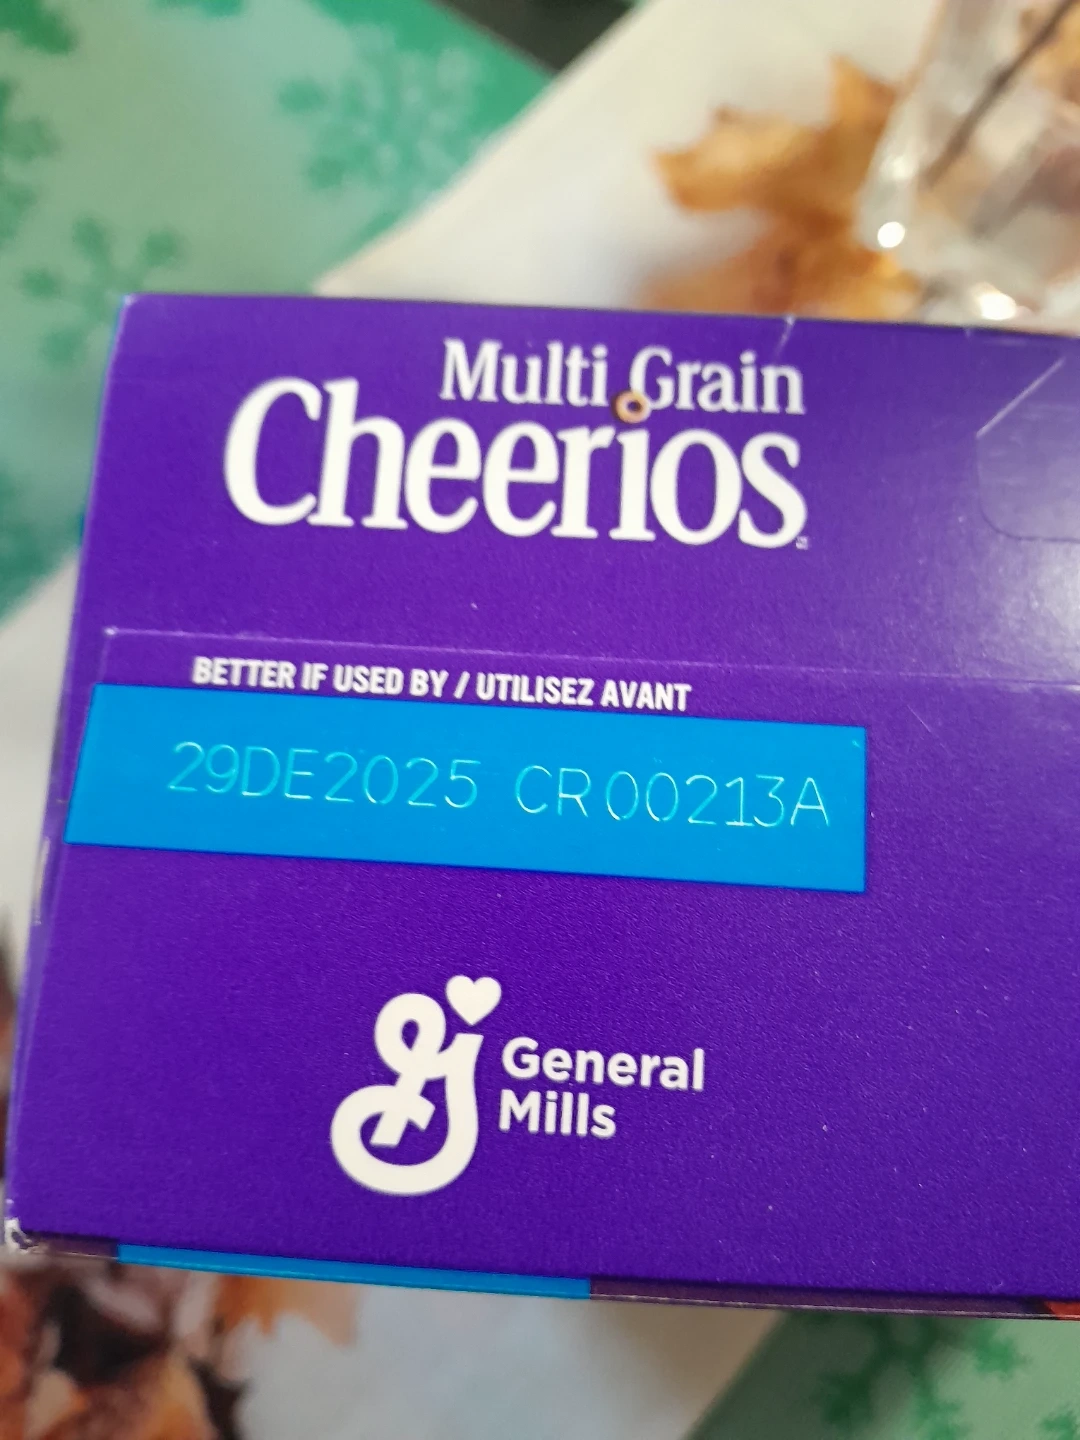 Multi Grain
Cheerios
BETTER IF USED BY / UTILISEZ AVANT
29DE2025 CR00213A
General
Mills